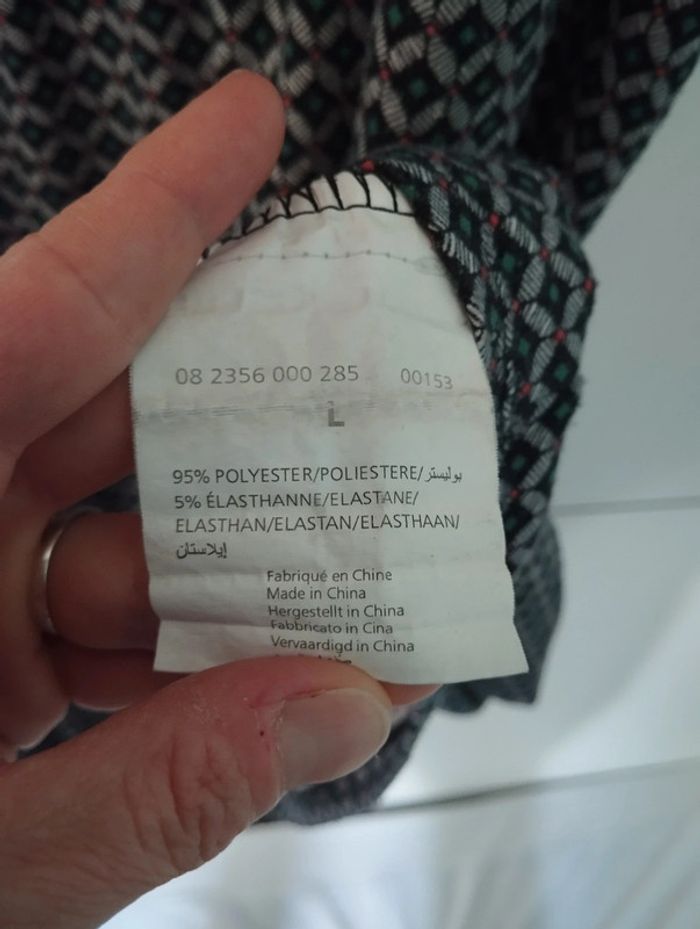 08 2356 000 285 00153
L
95% POLYESTER/POLIESTERE/بوليستر
5% ÉLASTHANNE/ELASTANE/
ELASTHAN/ELASTAN/ELASTHAAN/
إيلاستان
Fabriqué en Chine
Made in China
Hergestellt in China
Fabbricato in Cina
Vervaardigd in China